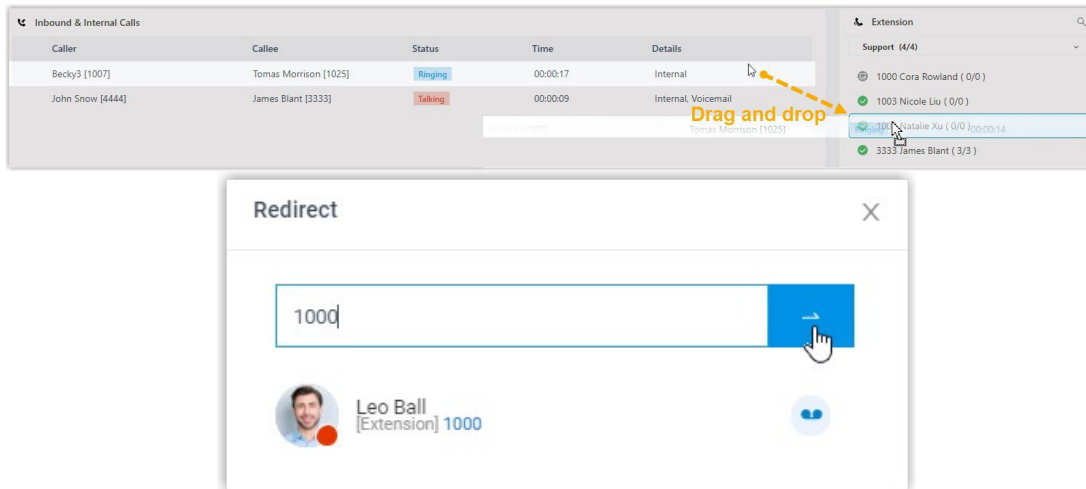 Inbound & Internal Calls
Caller Callee Status Time Details
Becky3 [1007] Tomas Morrison [1025] Ringing 00:00:17 Internal
John Snow [4444] James Blant [3333] Talking 00:00:09 Internal, Voicemail
Drag and drop
Tomas Morrison [1025]
Extension
Support (4/4)
1000 Cora Rowland ( 0/0 )
1003 Nicole Liu ( 0/0 )
Natalie Xu ( 0/0 ) 00:00:14
3333 James Blant ( 3/3 )
Redirect
1000
Leo Ball
[Extension] 1000